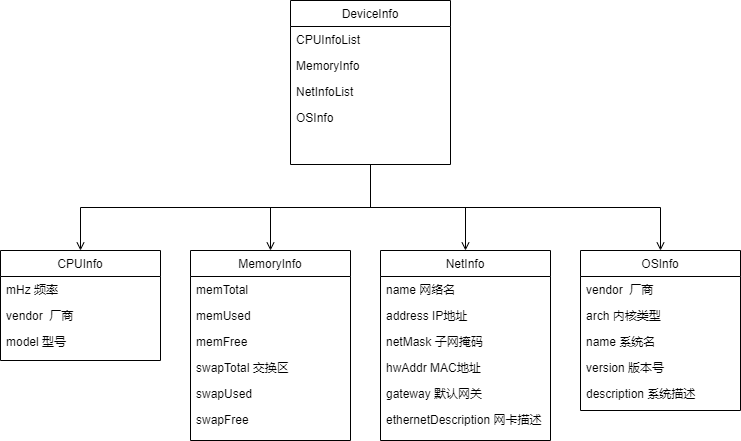 DeviceInfo
CPUInfoList
MemoryInfo
NetInfoList
OSInfo
CPUInfo
mHz 频率
vendor 厂商
model 型号
MemoryInfo
memTotal
memUsed
memFree
swapTotal 交换区
swapUsed
swapFree
NetInfo
name 网络名
address IP地址
netMask 子网掩码
hwAddr MAC地址
gateway 默认网关
ethernetDescription 网卡描述
OSInfo
vendor 厂商
arch 内核类型
name 系统名
version 版本号
description 系统描述